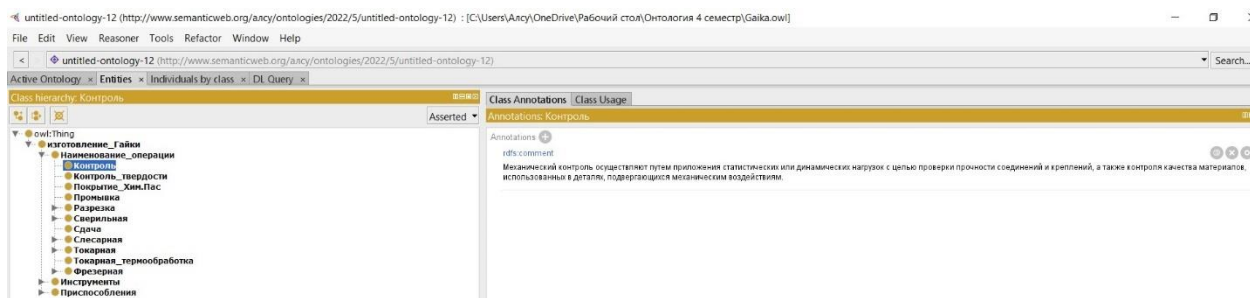 untitled-ontology-12 (http://www.semanticweb.org/алсу/ontologies/2022/5/untitled-ontology-12) : [C:\Users\Алсу\OneDrive\Рабочий стол\Онтология 4 семестр\Gaika.owl]
File Edit View Reasoner Tools Refactor Window Help
< untitled-ontology-12 (http://www.semanticweb.org/алсу/ontologies/2022/5/untitled-ontology-12) Search...
Active Ontology × Entities × Individuals by class × DL Query ×
Class hierarchy: Контроль
Asserted
owl:Thing
изготовление_Гайки
Наименование_операции
Контроль
Контроль_твердости
Покрытие_Хим.Пас
Промывка
Разрезка
Сверильная
Сдача
Слесарная
Токарная
Токарная_термообработка
Фрезерная
Инструменты
Приспособления
Class Annotations Class Usage
Annotations: Контроль
Annotations
rdfs:comment
Механический контроль осуществляют путем приложения статистических или динамических нагрузок с целью проверки прочности соединений и креплений, а также контроля качества материалов,
использованных в деталях, подвергающихся механическим воздействиям.